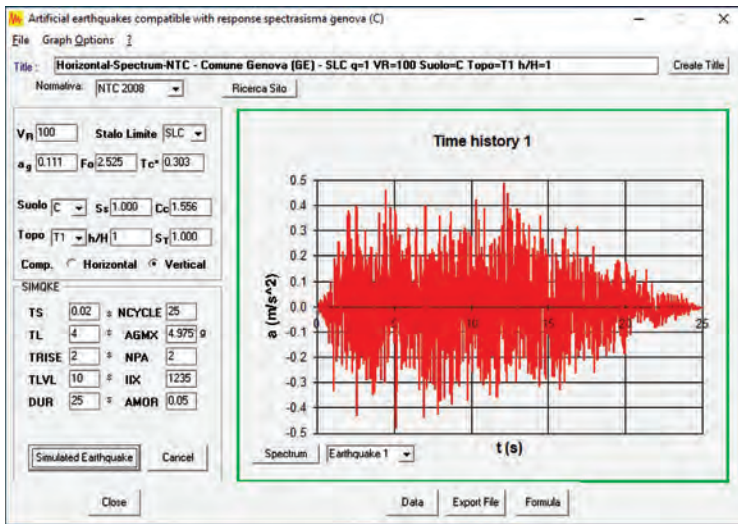 Artificial earthquakes compatible with response spectrasisma genova (C)
File Graph Options ?
Title : Horizontal-Spectrum-NTC - Comune Genova (GE) - SLC q=1 VR=100 Suolo=C Topo=T1 h/H=1 Create Title
Normativa: NTC 2008 Ricerca Sito
VR 100 Stato Limite SLC
ag 0.111 Fo 2.525 Tc* 0.303
Suolo C Ss 1.000 Cc 1.556
Topo T1 h/H 1 ST 1.000
Comp. Horizontal Vertical
SIMQKE
TS 0.02 s NCYCLE 25
TL 4 s AGMX 4.975 g
TRISE 2 s NPA 2
TLVL 10 s IIX 1235
DUR 25 s AMOR 0.05
Simulated Earthquake Cancel
Close
Time history 1
a (m/s^2)
0.5
0.4
0.3
0.2
0.1
0.0
-0.1
-0.2
-0.3
-0.4
-0.5
0 5 10 15 20 25
t (s)
Spectrum Earthquake 1
Data Export File Formula